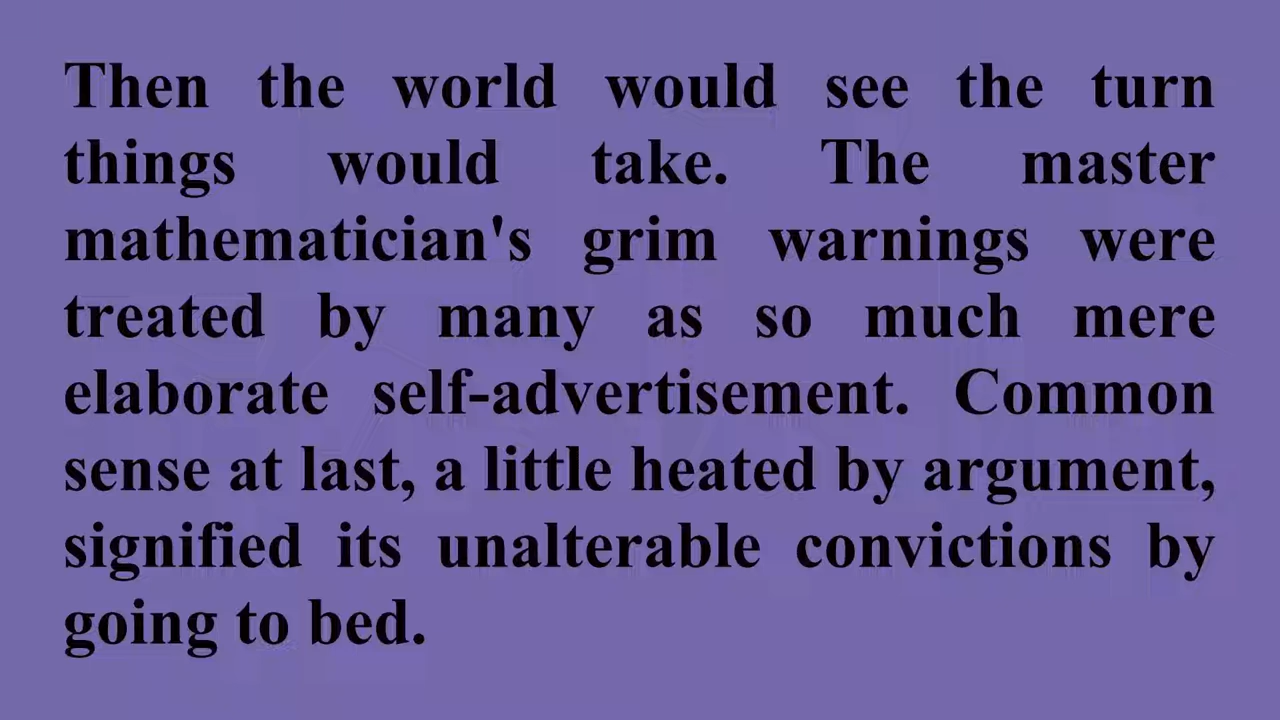 Then the world would see the turn
things would take. The master
mathematician's grim warnings were
treated by many as so much mere
elaborate self-advertisement. Common
sense at last, a little heated by argument,
signified its unalterable convictions by
going to bed.